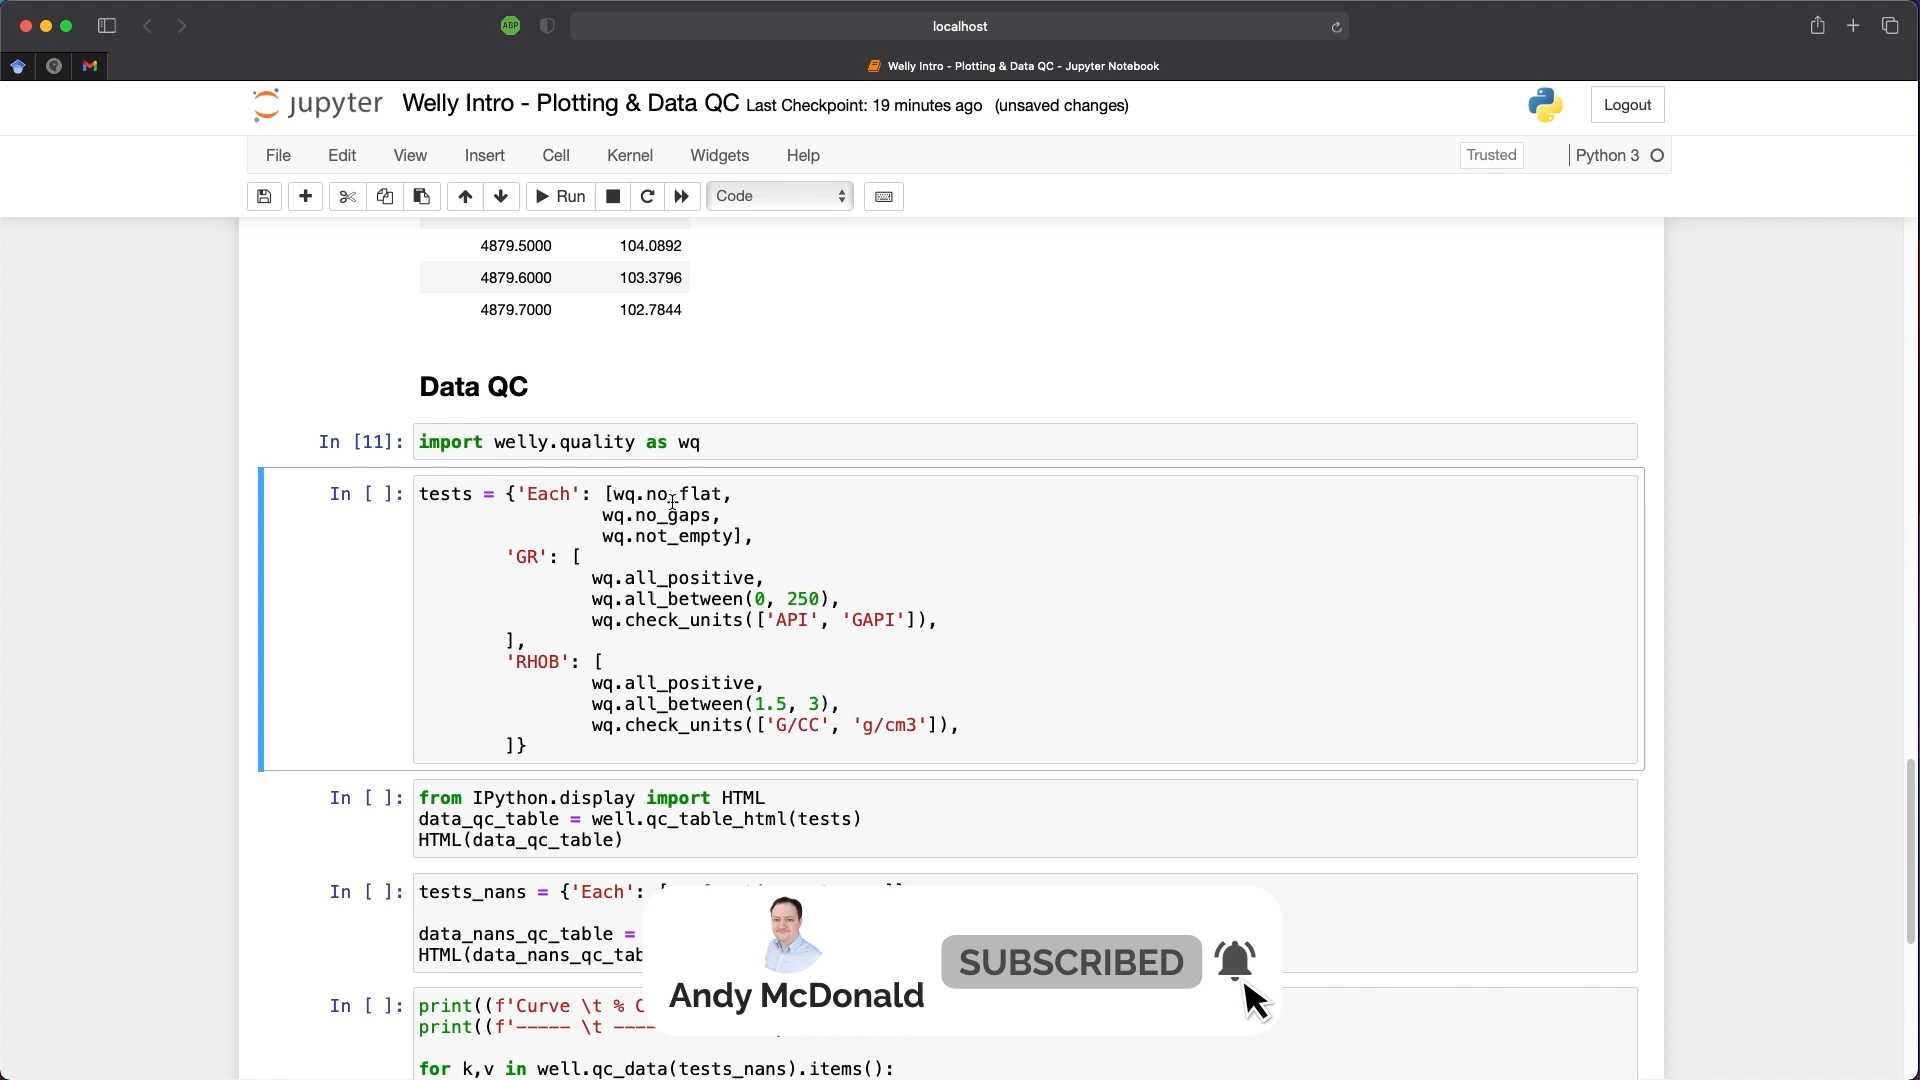 ABP
localhost
Welly Intro - Plotting & Data QC - Jupyter Notebook
jupyter Welly Intro - Plotting & Data QC Last Checkpoint: 19 minutes ago (unsaved changes)
Logout
File Edit View Insert Cell Kernel Widgets Help
Trusted Python 3
Run Code
4879.5000 104.0892
4879.6000 103.3796
4879.7000 102.7844
Data QC
In [11]: import welly.quality as wq
In [ ]: tests = {'Each': [wq.no_flat,
wq.no_gaps,
wq.not_empty],
'GR': [
wq.all_positive,
wq.all_between(0, 250),
wq.check_units(['API', 'GAPI']),
],
'RHOB': [
wq.all_positive,
wq.all_between(1.5, 3),
wq.check_units(['G/CC', 'g/cm3']),
]}
In [ ]: from IPython.display import HTML
data_qc_table = well.qc_table_html(tests)
HTML(data_qc_table)
In [ ]: tests_nans = {'Each': [
data_nans_qc_table =
HTML(data_nans_qc_tab
In [ ]: print((f'Curve \t % C
print((f'----- \t ----
for k,v in well.qc_data(tests_nans).items():
Andy McDonald
SUBSCRIBED